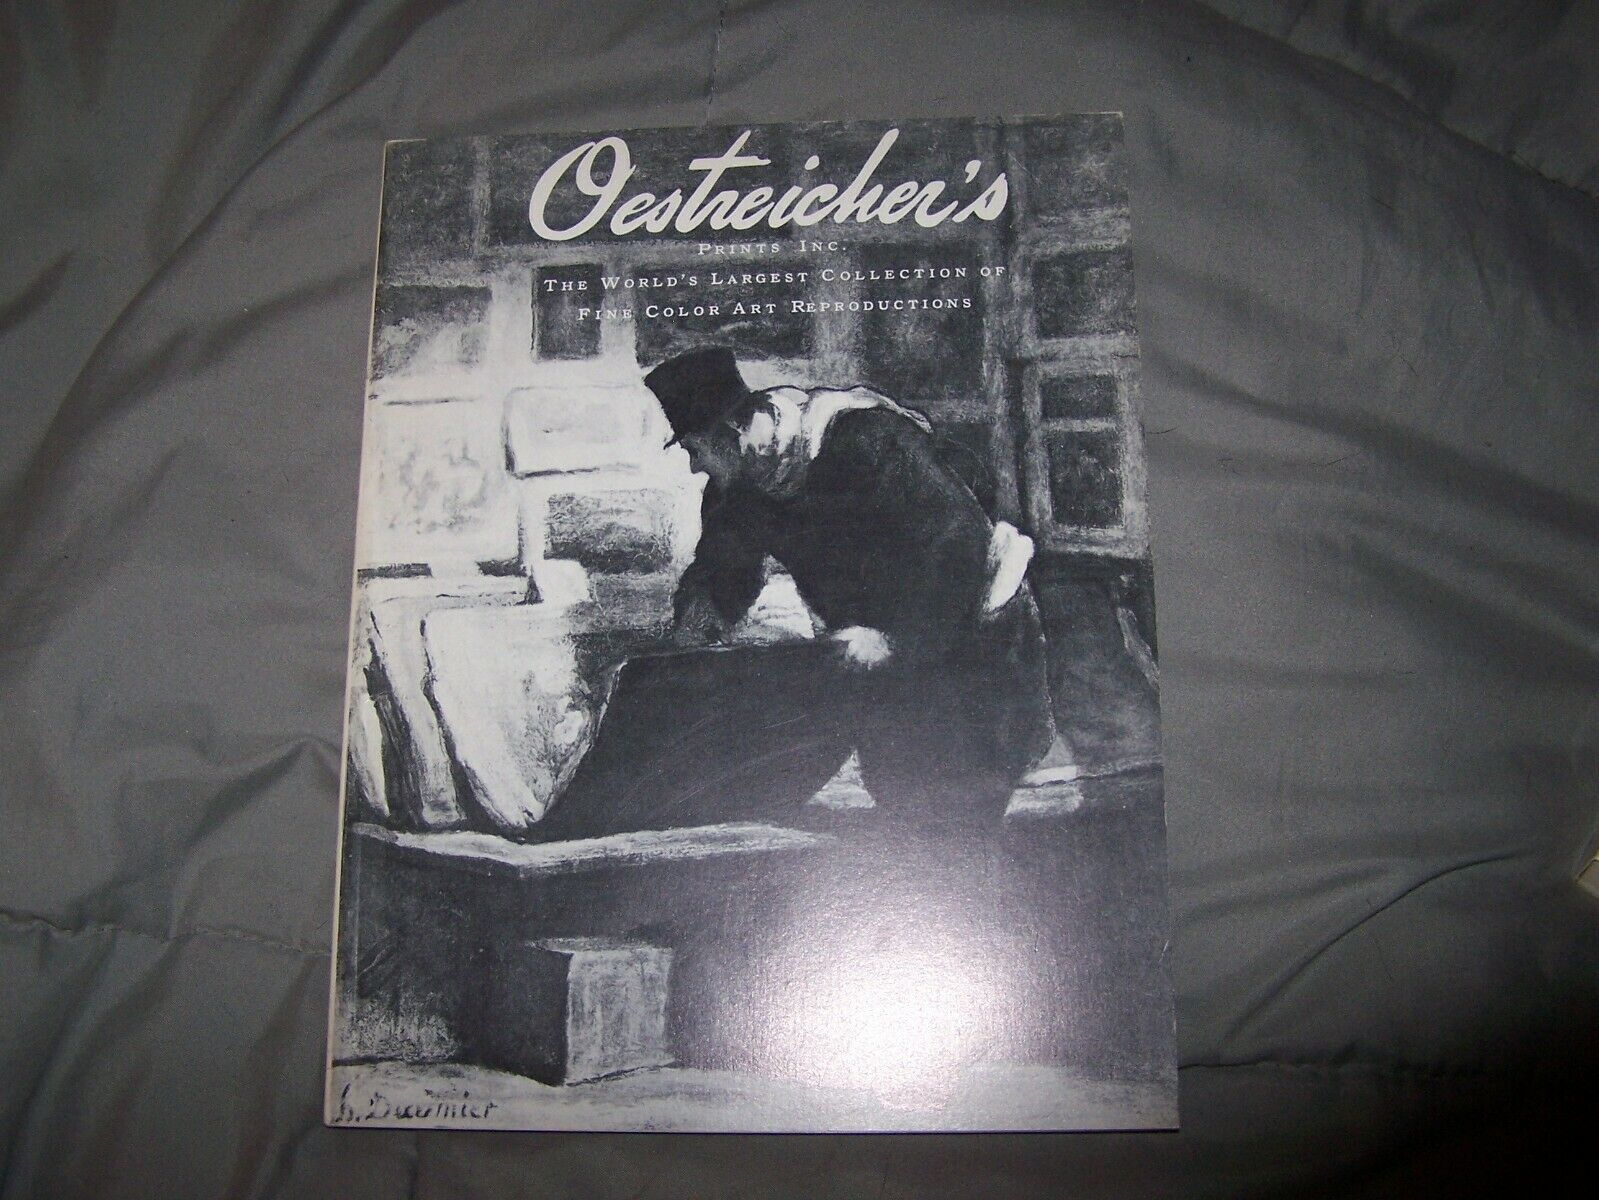 Oestreicher's
PRINTS INC.
THE WORLD'S LARGEST COLLECTION OF
FINE COLOR ART REPRODUCTIONS
h. Daumier